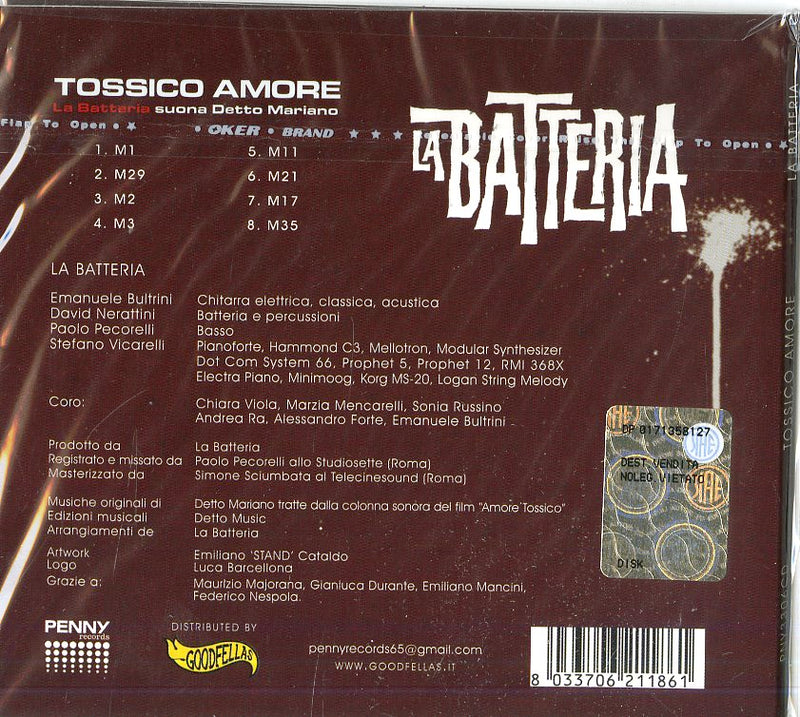 TOSSICO AMORE
La Batteria suona Detto Mariano
Flap To Open
OKER • BRAND
p To Open
LA BATTERIA
1. M1
2. M29
3. M2
4. M3
5. M11
6. M21
7. M17
8. M35
LA BATTERIA
Emanuele Bultrini Chitarra elettrica, classica, acustica
David Nerattini Batteria e percussioni
Paolo Pecorelli Basso
Stefano Vicarelli Pianoforte, Hammond C3, Mellotron, Modular Synthesizer
Dot Com System 66, Prophet 5, Prophet 12, RMI 368X
Electra Piano, Minimoog, Korg MS-20, Logan String Melody
Coro: Chiara Viola, Marzia Mencarelli, Sonia Russino
Andrea Ra, Alessandro Forte, Emanuele Bultrini
Prodotto da La Batteria
Registrato e missato da Paolo Pecorelli allo Studiosette (Roma)
Masterizzato da Simone Sciumbata al Telecinesound (Roma)
Musiche originali di Detto Mariano tratte dalla colonna sonora del film "Amore Tossico"
Edizioni musicali Detto Music
Arrangiamenti de La Batteria
Artwork Emiliano 'STAND' Cataldo
Logo Luca Barcellona
Grazie a: Maurizio Majorana, Gianluca Durante, Emiliano Mancini,
Federico Nespola.
PENNY
records
DISTRIBUTED BY
GOODFELLAS
pennyrecords65@gmail.com
WWW.GOODFELLAS.IT
8 033706 211861
DP 0171358127
DEST.VENDITA
NOLEG.VIETATO
SIAE
DISK
LA BATTERIA
TOSSICO AMORE